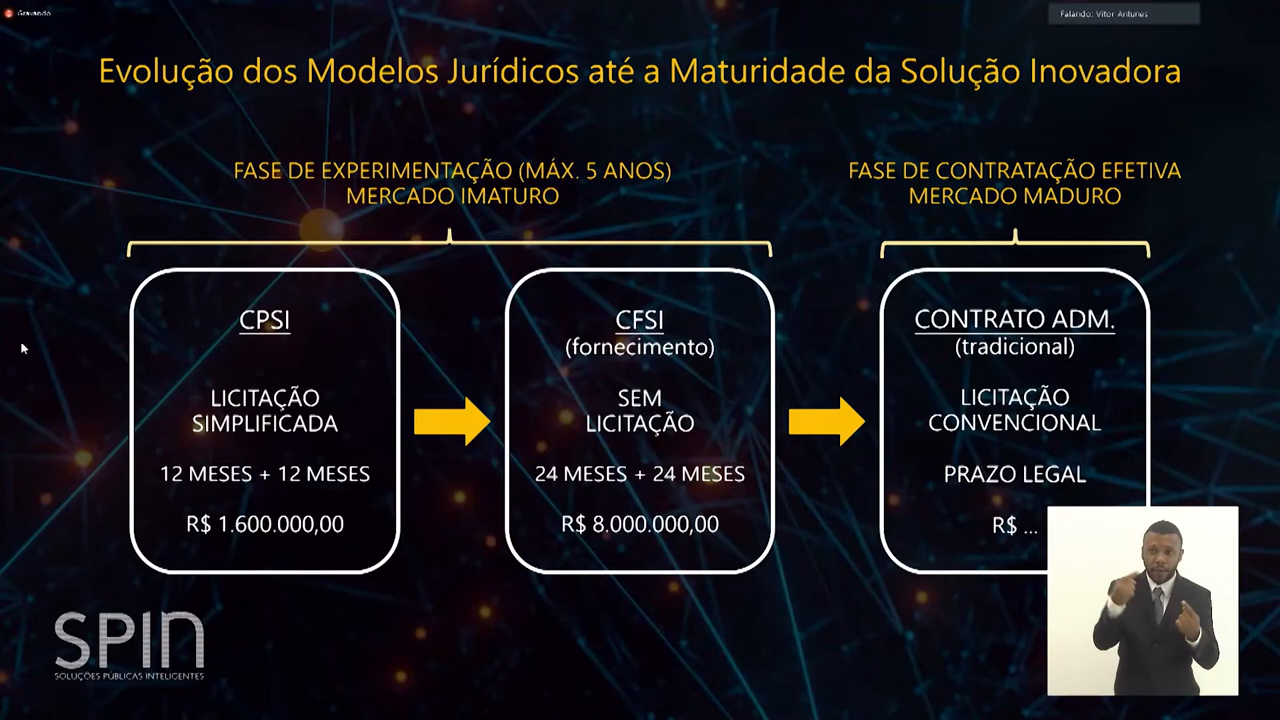 Gravando
Falando: Vitor Antunes
Evolução dos Modelos Jurídicos até a Maturidade da Solução Inovadora
FASE DE EXPERIMENTAÇÃO (MÁX. 5 ANOS)
MERCADO IMATURO
FASE DE CONTRATAÇÃO EFETIVA
MERCADO MADURO
CPSI
LICITAÇÃO
SIMPLIFICADA
12 MESES + 12 MESES
R$ 1.600.000,00
CFSI
(fornecimento)
SEM
LICITAÇÃO
24 MESES + 24 MESES
R$ 8.000.000,00
CONTRATO ADM.
(tradicional)
LICITAÇÃO
CONVENCIONAL
PRAZO LEGAL
R$ ...
SPIN
SOLUÇÕES PÚBLICAS INTELIGENTES